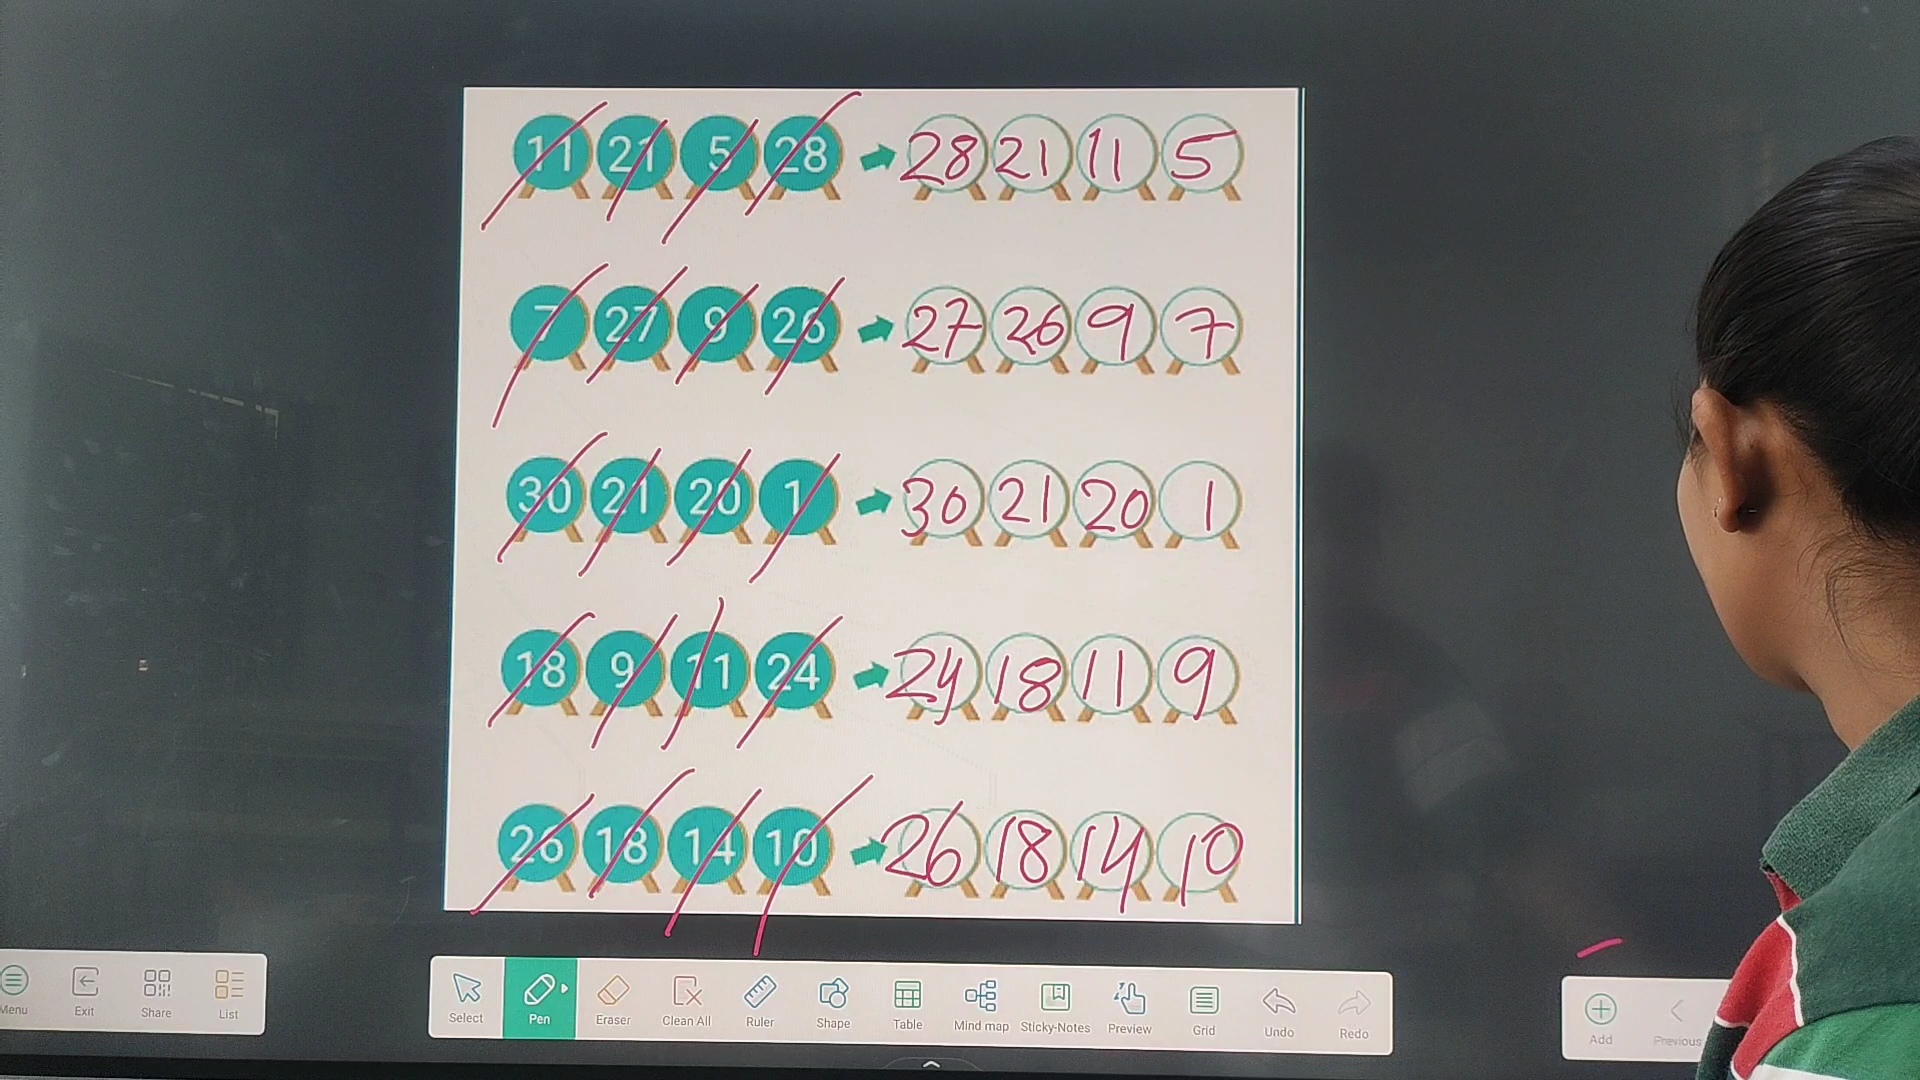 11 21 5 28 28 21 11 5
7 27 9 26 27 26 9 7
30 21 20 1 30 21 20 1
18 9 11 24 24 18 11 9
26 18 14 10 26 18 14 10
Menu Exit Share List Select Pen Eraser Clean All Ruler Shape Table Mind map Sticky-Notes Preview Grid Undo Redo Add Previous